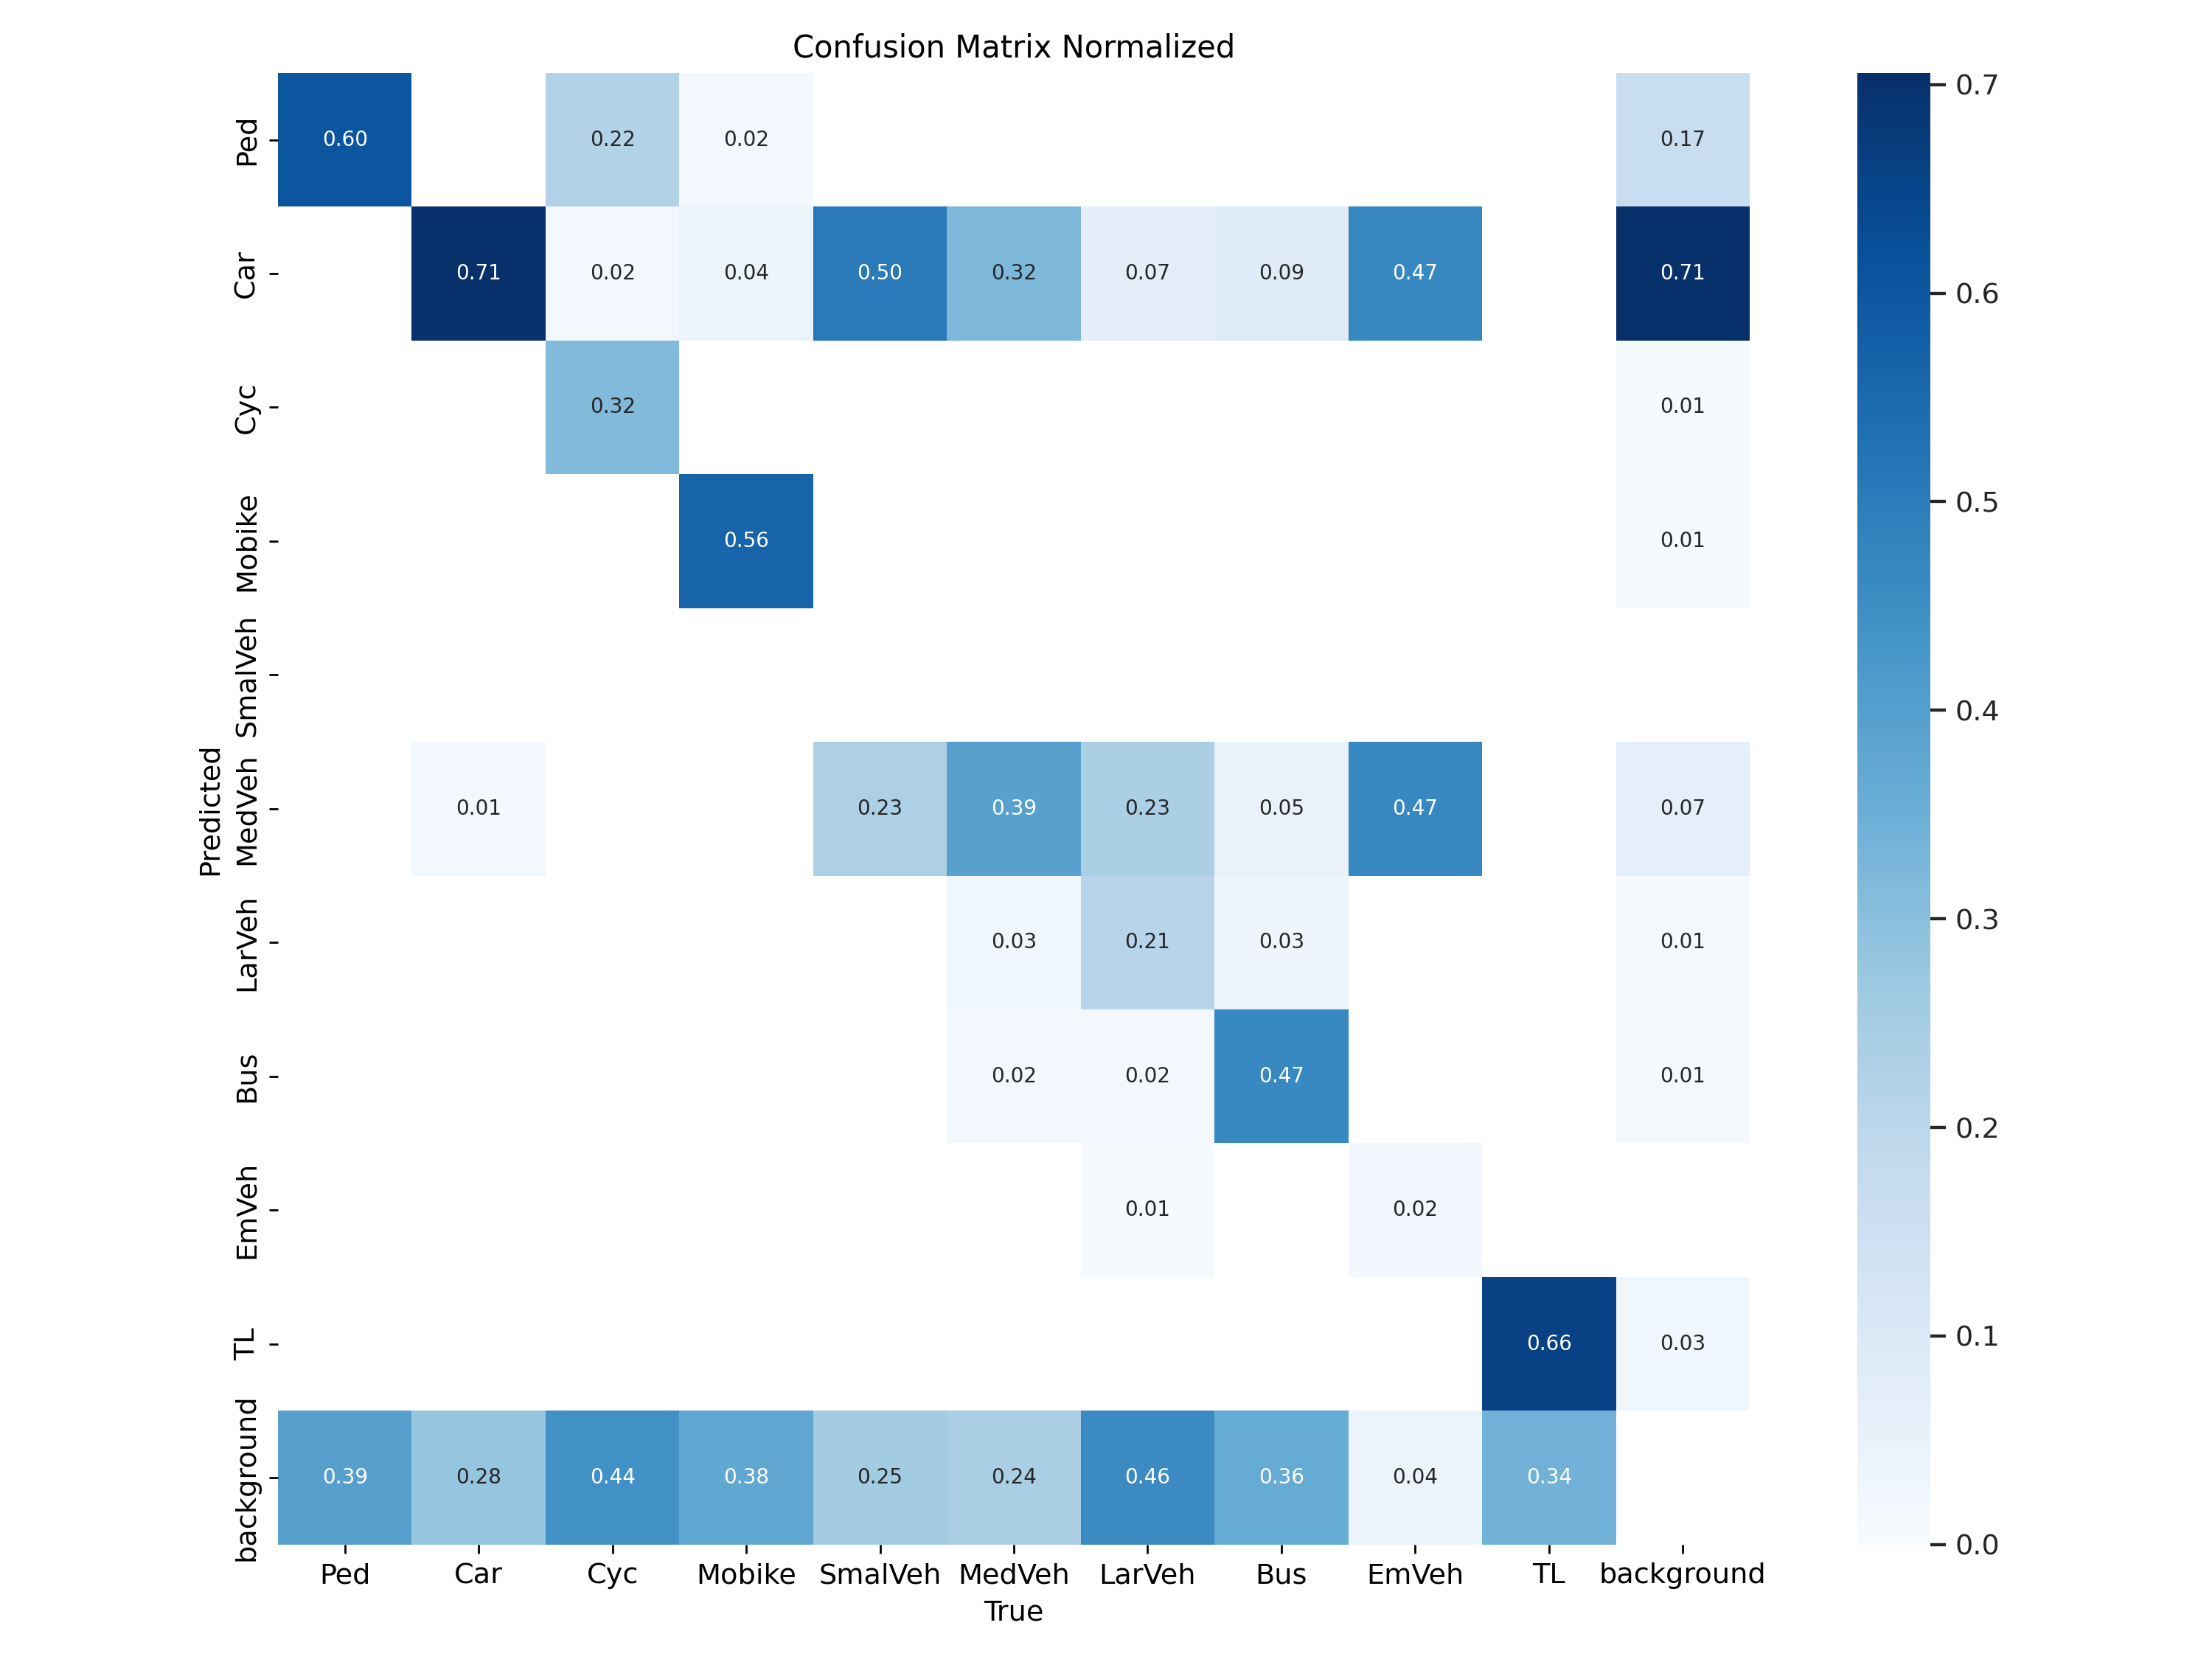 Confusion Matrix Normalized
Ped 0.60 0.22 0.02 0.17
Car 0.71 0.02 0.04 0.50 0.32 0.07 0.09 0.47 0.71
Cyc 0.32 0.01
Mobike 0.56 0.01
SmalVeh
MedVeh 0.01 0.23 0.39 0.23 0.05 0.47 0.07
LarVeh 0.03 0.21 0.03 0.01
Bus 0.02 0.02 0.47 0.01
EmVeh 0.01 0.02
TL 0.66 0.03
background 0.39 0.28 0.44 0.38 0.25 0.24 0.46 0.36 0.04 0.34
Predicted
Ped Car Cyc Mobike SmalVeh MedVeh LarVeh Bus EmVeh TL background
True
0.7
0.6
0.5
0.4
0.3
0.2
0.1
0.0